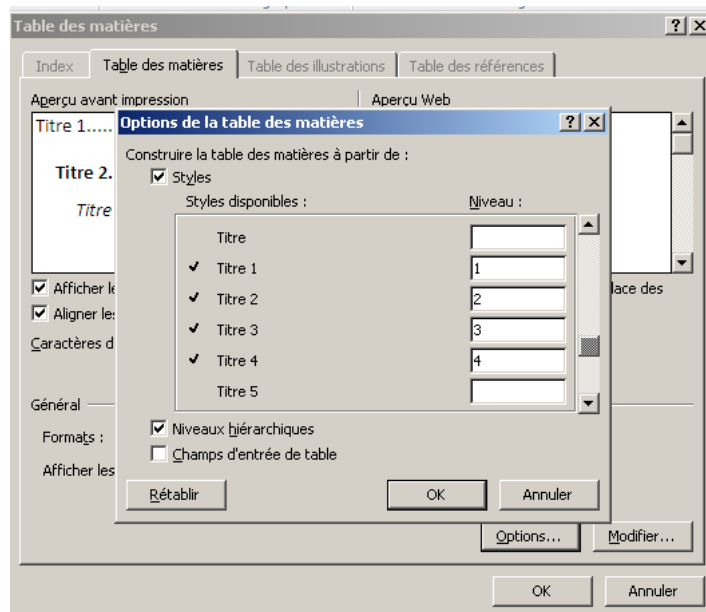 Table des matières
Index Table des matières Table des illustrations Table des références
Aperçu avant impression Aperçu Web
Titre 1.....
Titre 2.
Titre
Options de la table des matières
Construire la table des matières à partir de :
Styles
Styles disponibles : Niveau :
Titre
Titre 1 1
Titre 2 2
Titre 3 3
Titre 4 4
Titre 5
Niveaux hiérarchiques
Champs d'entrée de table
Rétablir OK Annuler
Afficher le
lace des
Aligner les
Caractères d
Général
Formats :
Afficher les
Options... Modifier...
OK Annuler